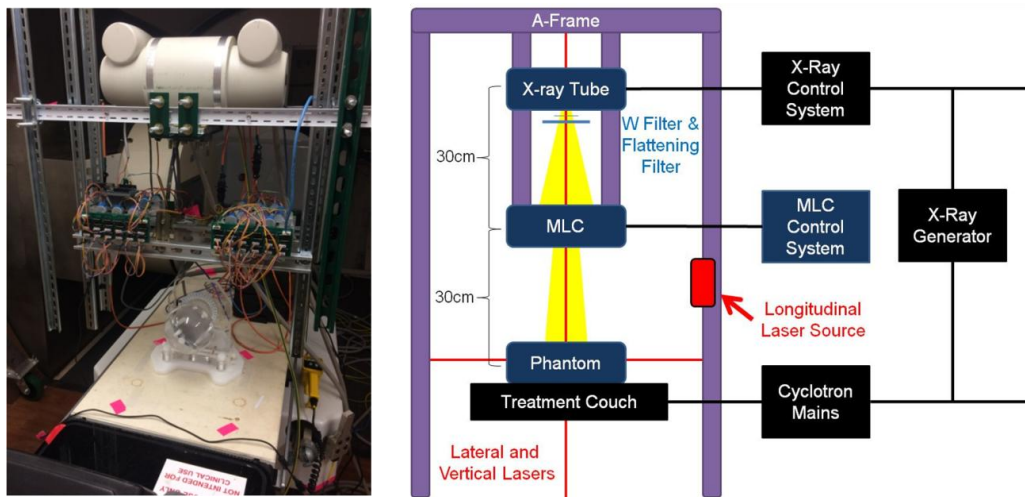 A-Frame
X-ray Tube
X-Ray
Control
System
W Filter &
Flattening
Filter
30cm
MLC
MLC
Control
System
X-Ray
Generator
30cm
Longitudinal
Laser Source
Phantom
Treatment Couch
Cyclotron
Mains
Lateral and
Vertical Lasers
NOT INTENDED FOR
CLINICAL USE